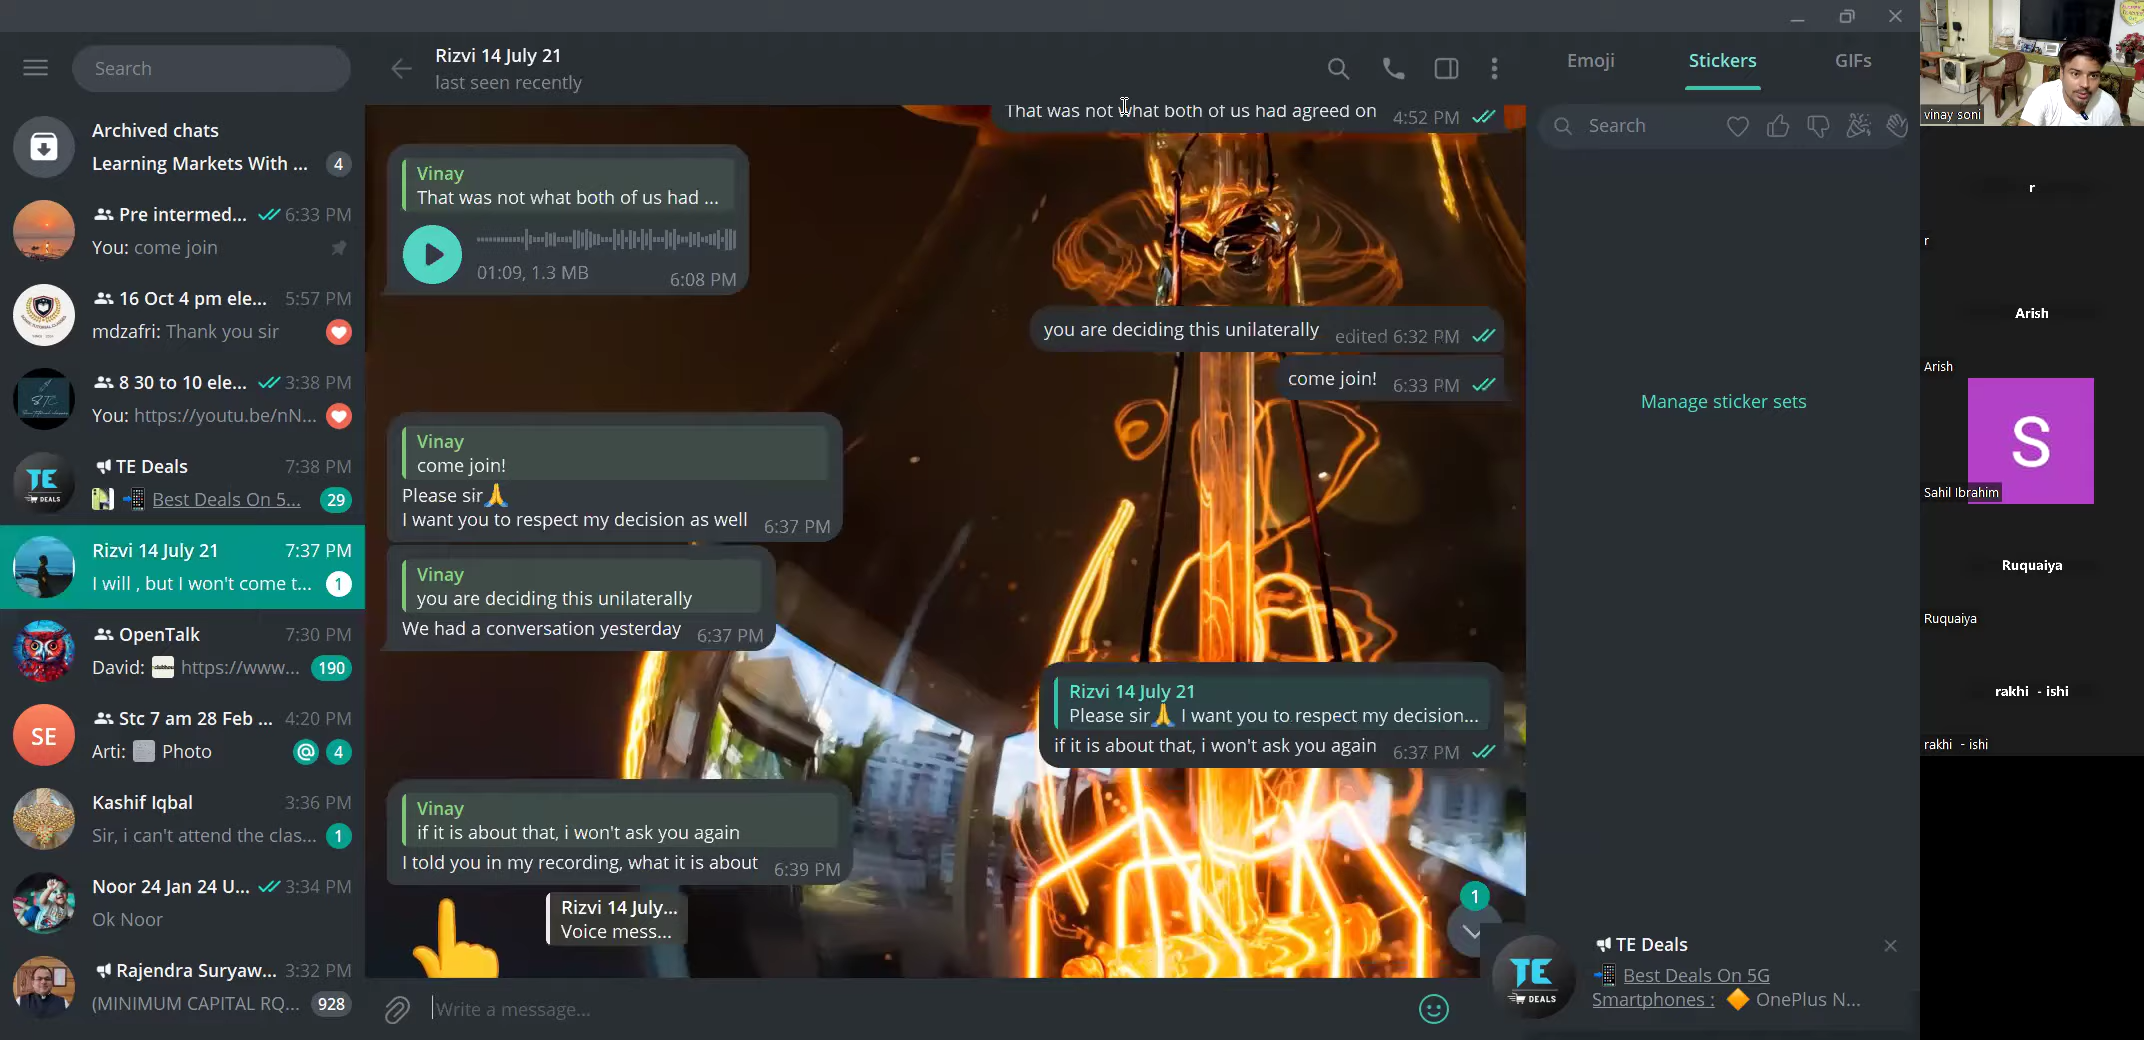 Search
Archived chats
Learning Markets With ...
4
Pre intermed...
6:33 PM
You: come join
16 Oct 4 pm ele...
5:57 PM
mdzafri: Thank you sir
8 30 to 10 ele...
3:38 PM
You: https://youtu.be/nN...
STC
TE Deals
7:38 PM
Best Deals On 5...
29
TE
DEALS
Rizvi 14 July 21
7:37 PM
I will , but I won't come t...
1
OpenTalk
7:30 PM
David: https://www...
190
SE
Stc 7 am 28 Feb ...
4:20 PM
Arti: Photo
@
4
Kashif Iqbal
3:36 PM
Sir, i can't attend the clas...
1
Noor 24 Jan 24 U...
3:34 PM
Ok Noor
Rajendra Suryaw...
3:32 PM
(MINIMUM CAPITAL RQ...
928
Rizvi 14 July 21
last seen recently
That was not what both of us had agreed on
4:52 PM
Vinay
That was not what both of us had ...
01:09, 1.3 MB
6:08 PM
you are deciding this unilaterally
edited 6:32 PM
come join!
6:33 PM
Vinay
come join!
Please sir🙏
I want you to respect my decision as well
6:37 PM
Vinay
you are deciding this unilaterally
We had a conversation yesterday
6:37 PM
Rizvi 14 July 21
Please sir🙏 I want you to respect my decision...
if it is about that, i won't ask you again
6:37 PM
Vinay
if it is about that, i won't ask you again
I told you in my recording, what it is about
6:39 PM
Rizvi 14 July...
Voice mess...
1
Write a message...
Emoji
Stickers
GIFs
Search
Manage sticker sets
TE Deals
Best Deals On 5G
Smartphones : 🔶 OnePlus N...
TE
DEALS
vinay soni
r
r
Arish
Arish
S
Sahil Ibrahim
Ruquaiya
Ruquaiya
rakhi - ishi
rakhi - ishi